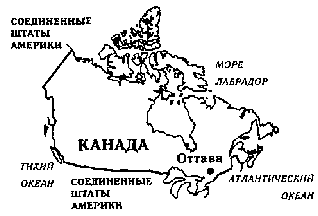 СОЕДИНЕННЫЕ
ШТАТЫ
АМЕРИКИ
МОРЕ
ЛАБРАДОР
КАНАДА
Оттава
ТИХИЙ
ОКЕАН
СОЕДИНЕННЫЕ
ШТАТЫ
АМЕРИКИ
АТЛАНТИЧЕСКИЙ
ОКЕАН